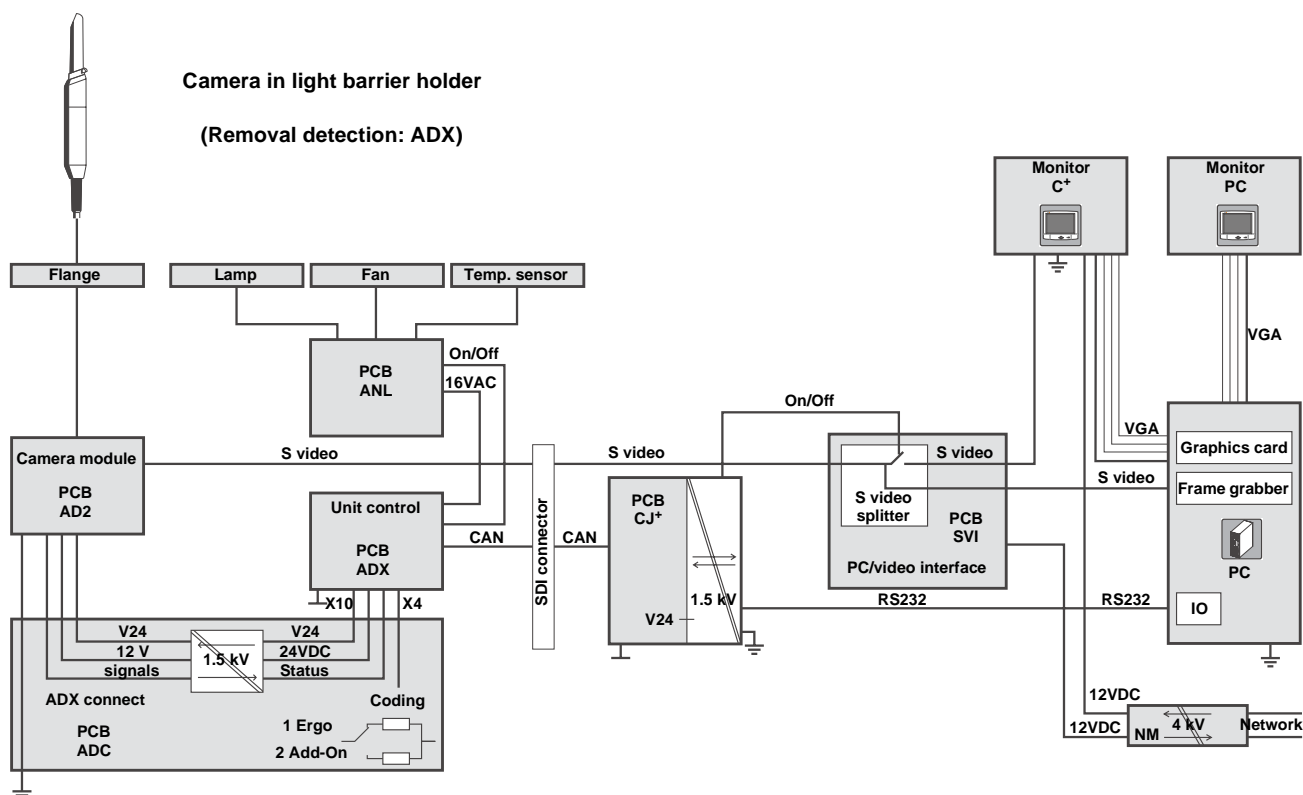 Camera in light barrier holder
(Removal detection: ADX)
Monitor
C+
Monitor
PC
Flange
Lamp
Fan
Temp. sensor
VGA
On/Off
PCB
ANL
16VAC
On/Off
VGA
Graphics card
Camera module
S video
S video
S video
S video
Frame grabber
PCB
AD2
Unit control
PCB
CJ+
S video
splitter
PCB
SVI
PCB
ADX
CAN
SDI connector
CAN
PC/video interface
PC
X10
X4
1.5 kV
RS232
RS232
IO
V24
V24
V24
12 V
1.5 kV
24VDC
signals
Status
ADX connect
Coding
12VDC
PCB
ADC
1 Ergo
2 Add-On
12VDC
NM
4 kV
Network